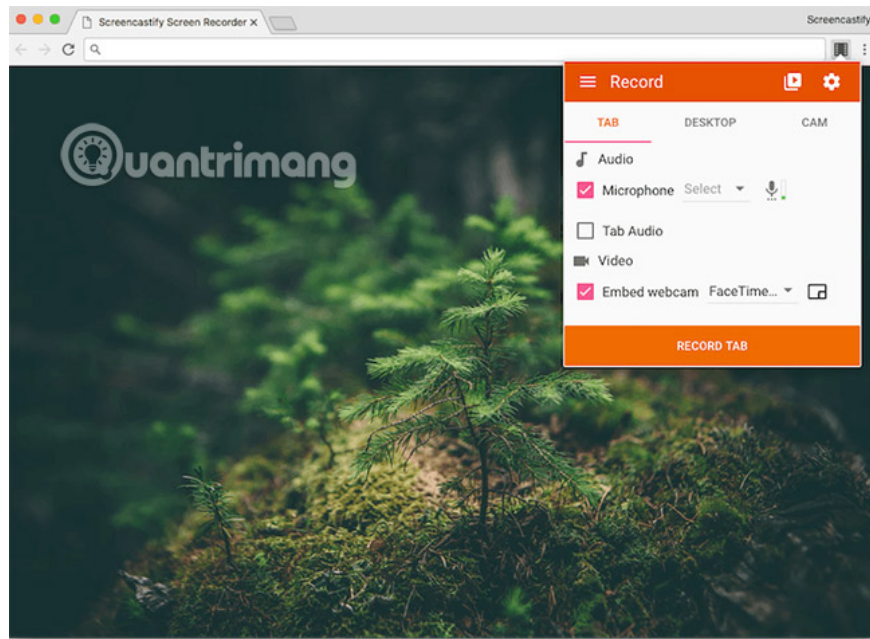 Screencastify Screen Recorder
Screencastify
Quantrimang
Record
TAB DESKTOP CAM
Audio
Microphone Select
Tab Audio
Video
Embed webcam FaceTime...
RECORD TAB